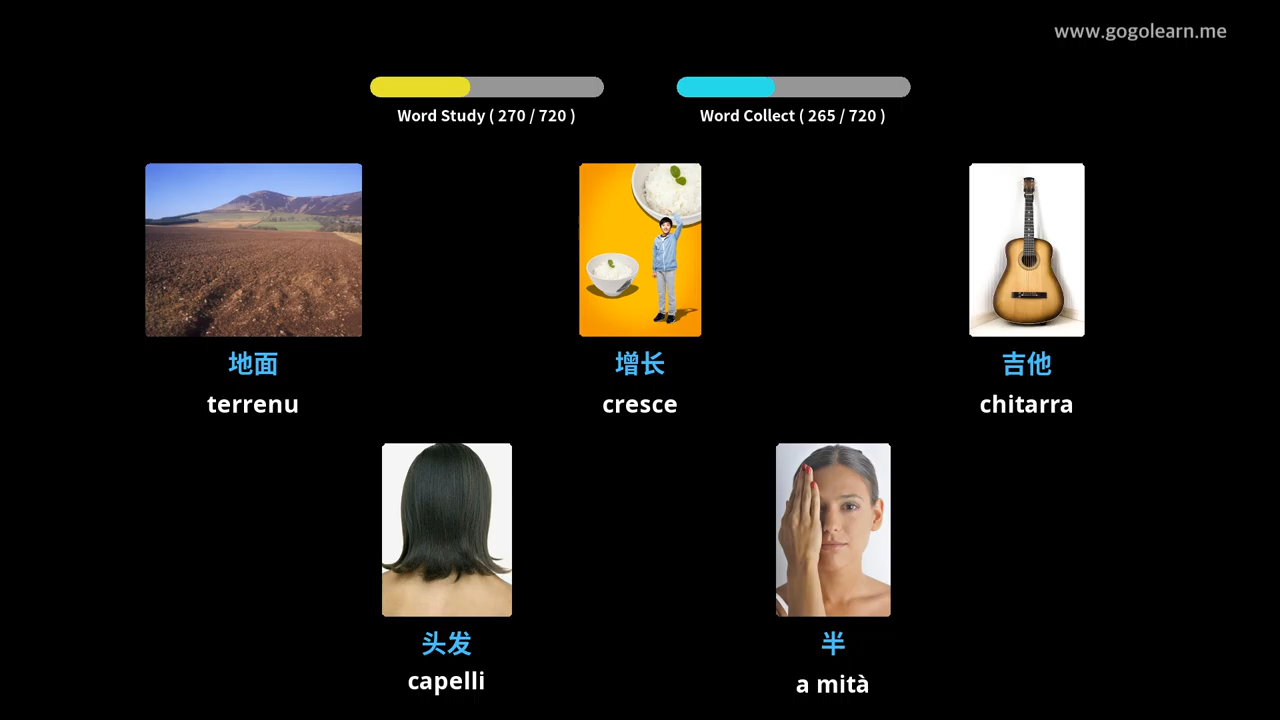 www.gogolearn.me
Word Study ( 270 / 720 )
Word Collect ( 265 / 720 )
地面
terrenu
增长
cresce
吉他
chitarra
头发
capelli
半
a mità